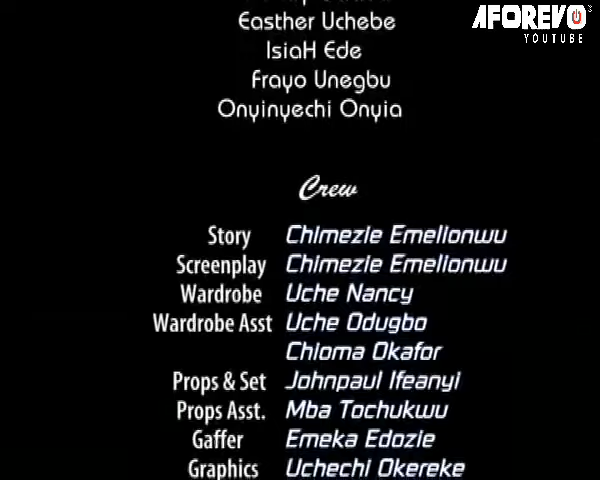 AFOREVO
YOUTUBE
Easther Uchebe
IsiaH Ede
Frayo Unegbu
Onyinyechi Onyia
Crew
Story Chimezie Emelionwu
Screenplay Chimezie Emelionwu
Wardrobe Uche Nancy
Wardrobe Asst Uche Odugbo
Chioma Okafor
Props & Set Johnpaul Ifeanyi
Props Asst. Mba Tochukwu
Gaffer Emeka Edozie
Graphics Uchechi Okereke